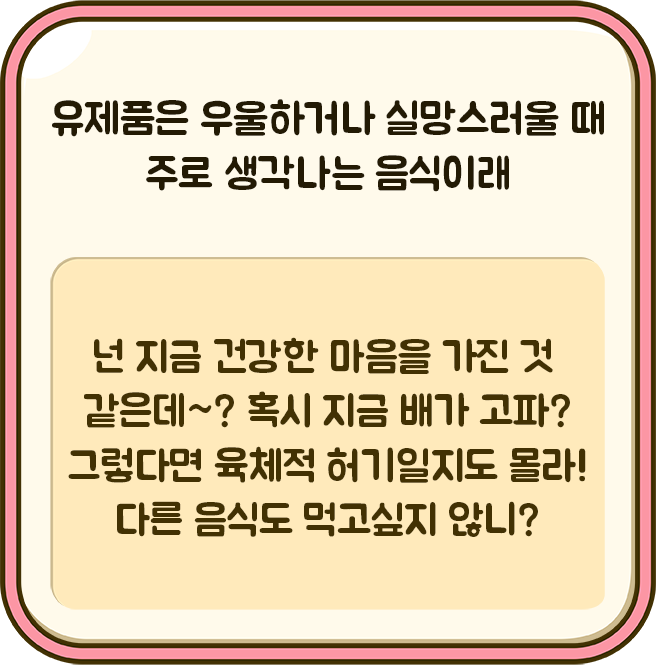 유제품은 우울하거나 실망스러울 때
주로 생각나는 음식이래
넌 지금 건강한 마음을 가진 것
같은데~? 혹시 지금 배가 고파?
그렇다면 육체적 허기일지도 몰라!
다른 음식도 먹고싶지 않니?